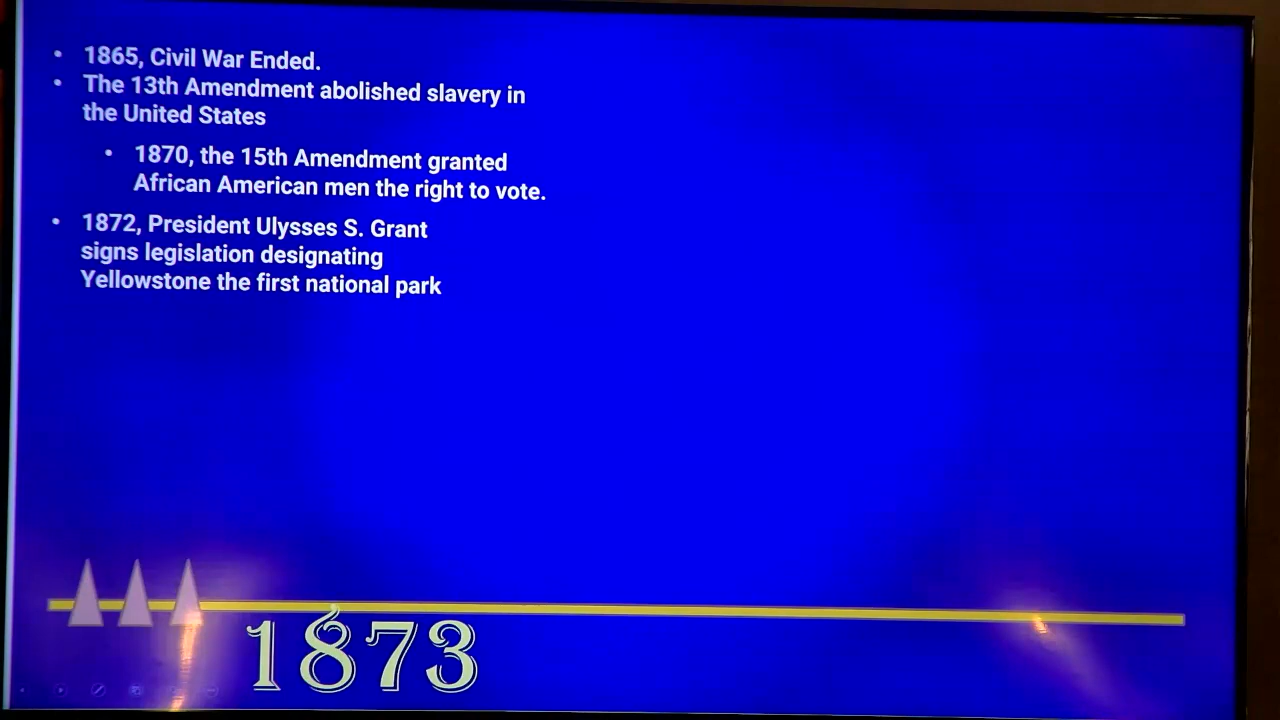 • 1865, Civil War Ended.
• The 13th Amendment abolished slavery in
the United States
• 1870, the 15th Amendment granted
African American men the right to vote.
• 1872, President Ulysses S. Grant
signs legislation designating
Yellowstone the first national park
1873